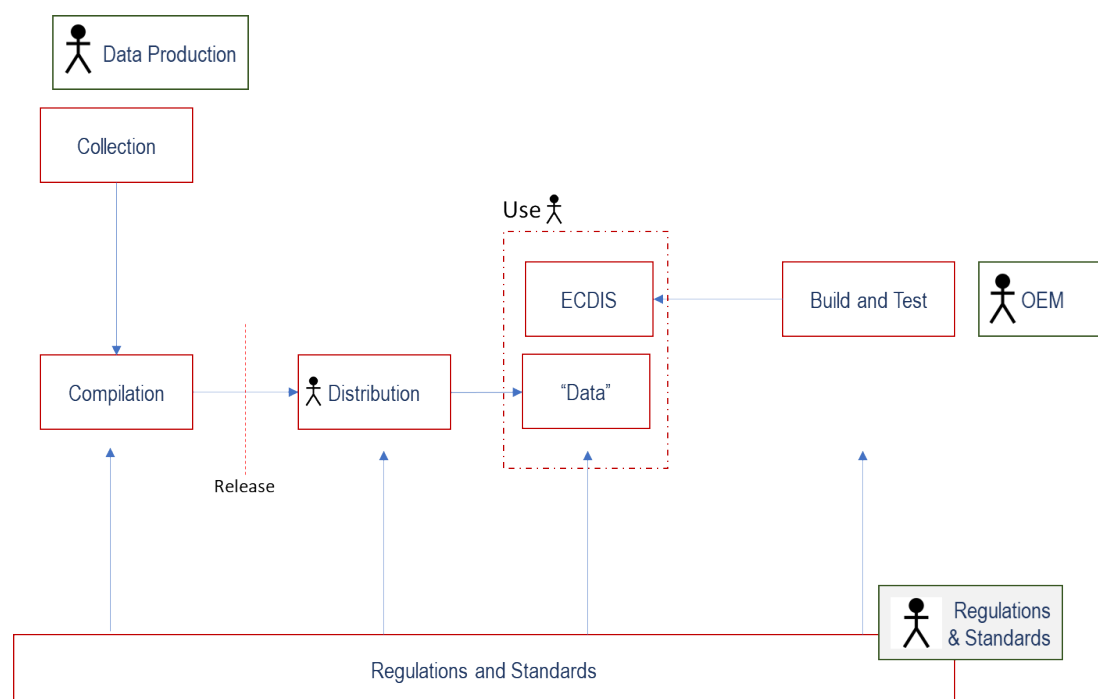 Data Production
Collection
Use
ECDIS
Build and Test
OEM
Compilation
Distribution
“Data”
Release
Regulations
& Standards
Regulations and Standards